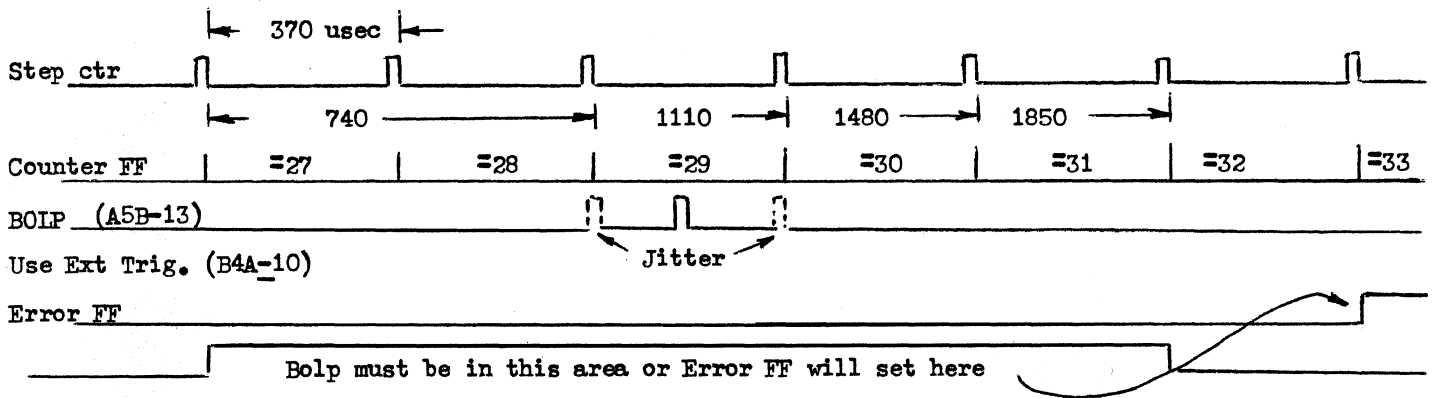 370 usec
Step ctr
740 1110 1480 1850
Counter FF =27 =28 =29 =30 =31 =32 =33
BOLP (A5B-13)
Jitter
Use Ext Trig. (B4A-10)
Error FF
Bolp must be in this area or Error FF will set here